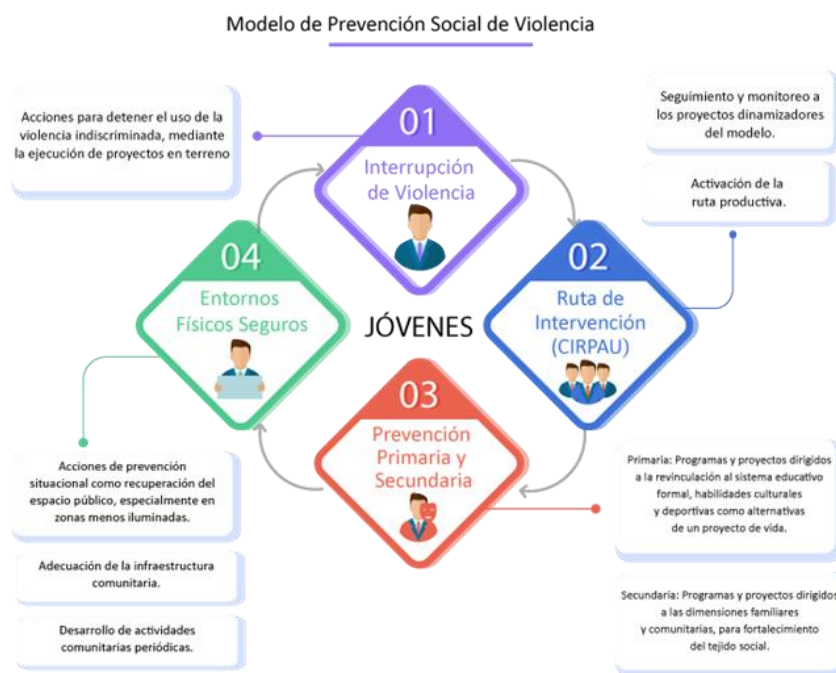 Modelo de Prevención Social de Violencia
Acciones para detener el uso de la
violencia indiscriminada, mediante
la ejecución de proyectos en terreno
01
Interrupción
de Violencia
Seguimiento y monitoreo a
los proyectos dinamizadores
del modelo.
Activación de la
ruta productiva.
04
Entornos
Físicos Seguros
JÓVENES
02
Ruta de
Intervención
(CIRPAU)
03
Prevención
Primaria y
Secundaria
Acciones de prevención
situacional como recuperación del
espacio público, especialmente en
zonas menos iluminadas.
Adecuación de la infraestructura
comunitaria.
Desarrollo de actividades
comunitarias periódicas.
Primaria: Programas y proyectos dirigidos
a la revinculación al sistema educativo
formal, habilidades culturales
y deportivas como alternativas
de un proyecto de vida.
Secundaria: Programas y proyectos dirigidos
a las dimensiones familiares
y comunitarias, para fortalecimiento
del tejido social.